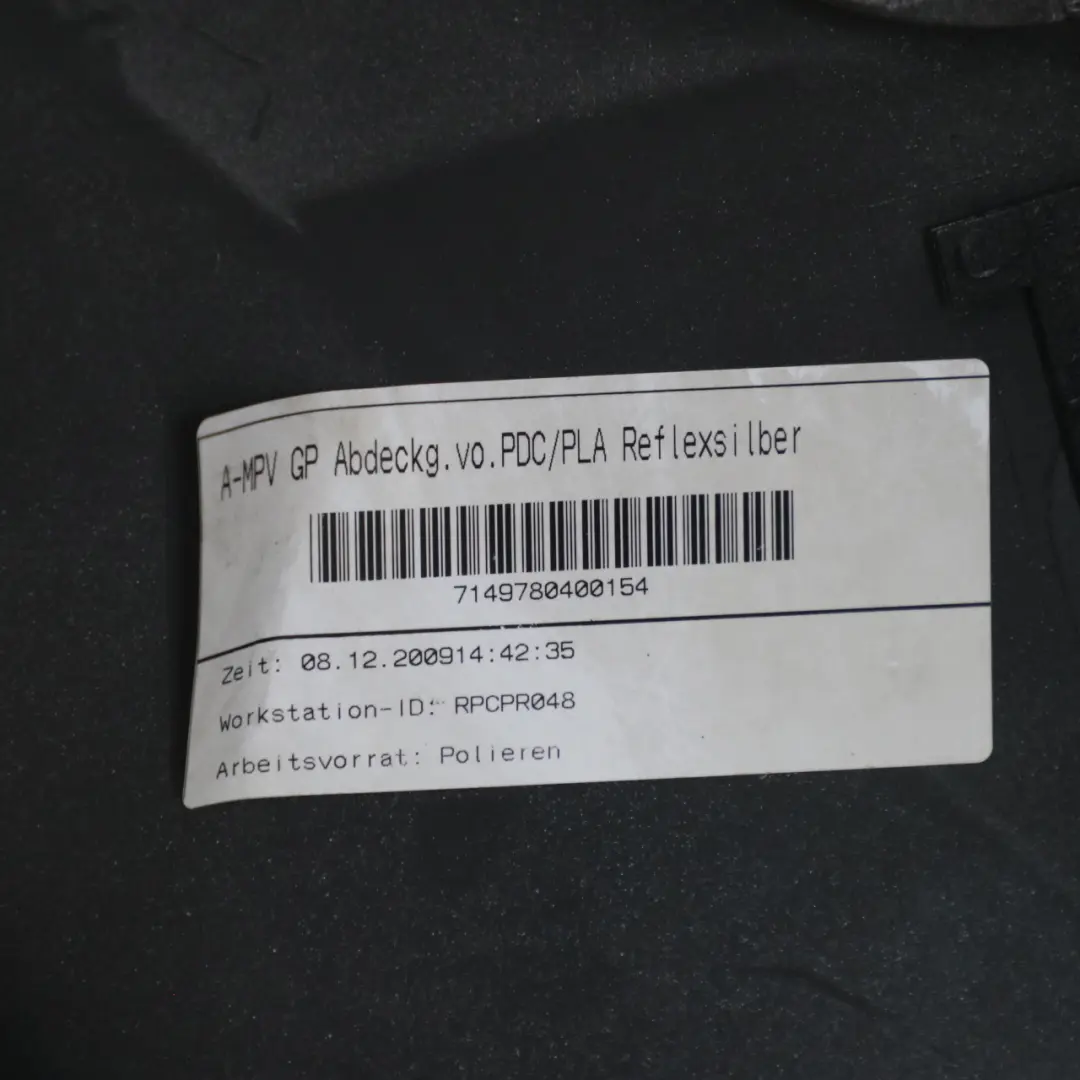 A-MPV GP Abdeckg.vo.PDC/PLA Reflexsilber
7149780400154
Zeit: 08.12.200914:42:35
Workstation-ID: RPCPR048
Arbeitsvorrat: Polieren